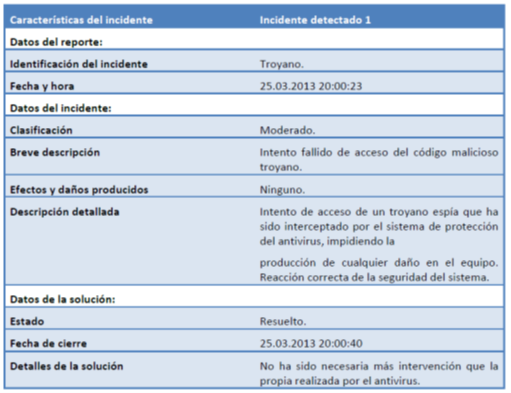 Características del incidente Incidente detectado 1
Datos del reporte:
Identificación del incidente Troyano.
Fecha y hora 25.03.2013 20:00:23
Datos del incidente:
Clasificación Moderado.
Breve descripción Intento fallido de acceso del código malicioso
troyano.
Efectos y daños producidos Ninguno.
Descripción detallada Intento de acceso de un troyano espía que ha
sido interceptado por el sistema de protección
del antivirus, impidiendo la
producción de cualquier daño en el equipo.
Reacción correcta de la seguridad del sistema.
Datos de la solución:
Estado Resuelto.
Fecha de cierre 25.03.2013 20:00:40
Detalles de la solución No ha sido necesaria más intervención que la
propia realizada por el antivirus.